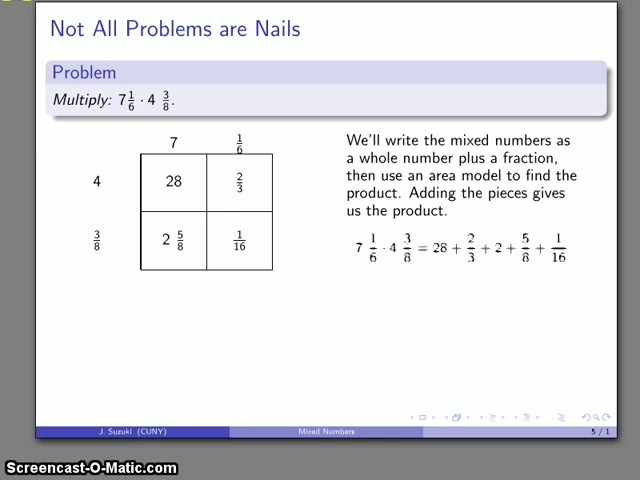 Not All Problems are Nails
Problem
Multiply: 7 1/6 · 4 3/8.
7 1/6
4 28 2/3
3/8 2 5/8 1/16
We'll write the mixed numbers as
a whole number plus a fraction,
then use an area model to find the
product. Adding the pieces gives
us the product.
7 1/6 · 4 3/8 = 28 + 2/3 + 2 + 5/8 + 1/16
J. Suzuki (CUNY) Mixed Numbers 5 / 1
Screencast-O-Matic.com